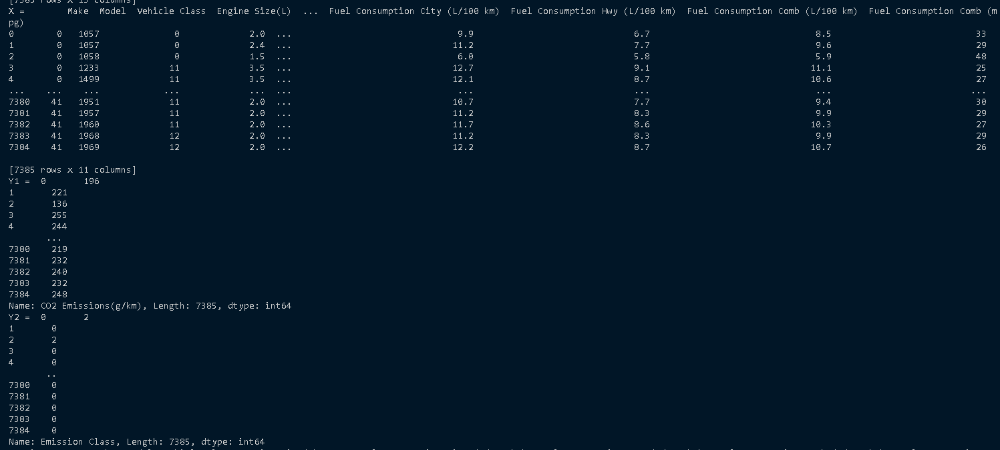 [7385 rows x 13 columns]
X =       Make  Model  Vehicle Class  Engine Size(L)  ...  Fuel Consumption City (L/100 km)  Fuel Consumption Hwy (L/100 km)  Fuel Consumption Comb (L/100 km)  Fuel Consumption Comb (m
pg)
0        0   1057              0             2.0  ...                               9.9                              6.7                               8.5                           33
1        0   1057              0             2.4  ...                              11.2                              7.7                               9.6                           29
2        0   1058              0             1.5  ...                               6.0                              5.8                               5.9                           48
3        0   1233             11             3.5  ...                              12.7                              9.1                              11.1                           25
4        0   1499             11             3.5  ...                              12.1                              8.7                              10.6                           27
...    ...    ...            ...             ...  ...                               ...                              ...                               ...                          ...
7380    41   1951             11             2.0  ...                              10.7                              7.7                               9.4                           30
7381    41   1957             11             2.0  ...                              11.2                              8.3                               9.9                           29
7382    41   1960             11             2.0  ...                              11.7                              8.6                              10.3                           27
7383    41   1968             12             2.0  ...                              11.2                              8.3                               9.9                           29
7384    41   1969             12             2.0  ...                              12.2                              8.7                              10.7                           26
[7385 rows x 11 columns]
Y1 =  0       196
1       221
2       136
3       255
4       244
...
7380    219
7381    232
7382    240
7383    232
7384    248
Name: CO2 Emissions(g/km), Length: 7385, dtype: int64
Y2 =  0       2
1       0
2       2
3       0
4       0
..
7380    0
7381    0
7382    0
7383    0
7384    0
Name: Emission Class, Length: 7385, dtype: int64